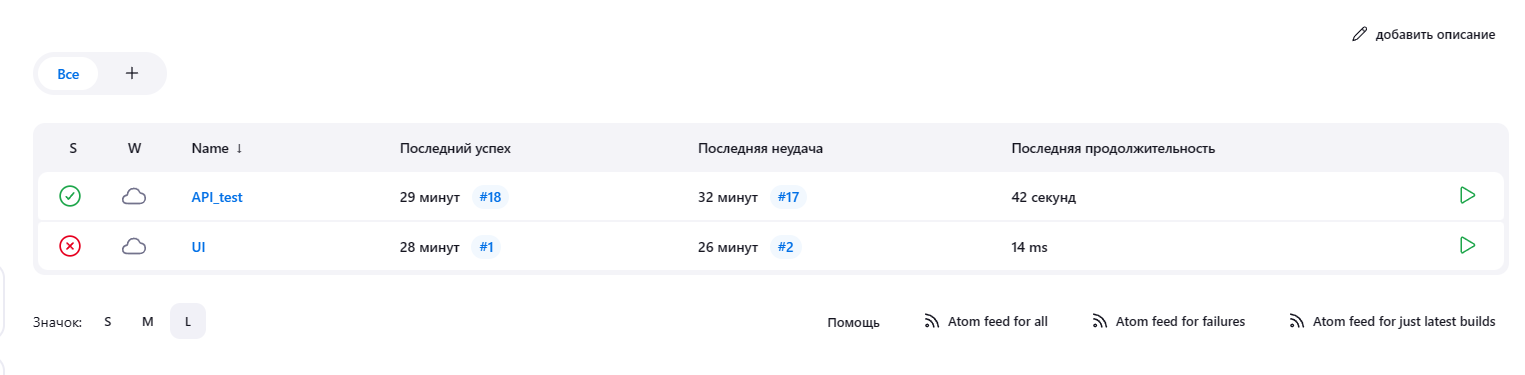 добавить описание
Все +
S W Name ↓ Последний успех Последняя неудача Последняя продолжительность
API_test 29 минут #18 32 минут #17 42 секунд
UI 28 минут #1 26 минут #2 14 ms
Значок: S M L Помощь Atom feed for all Atom feed for failures Atom feed for just latest builds